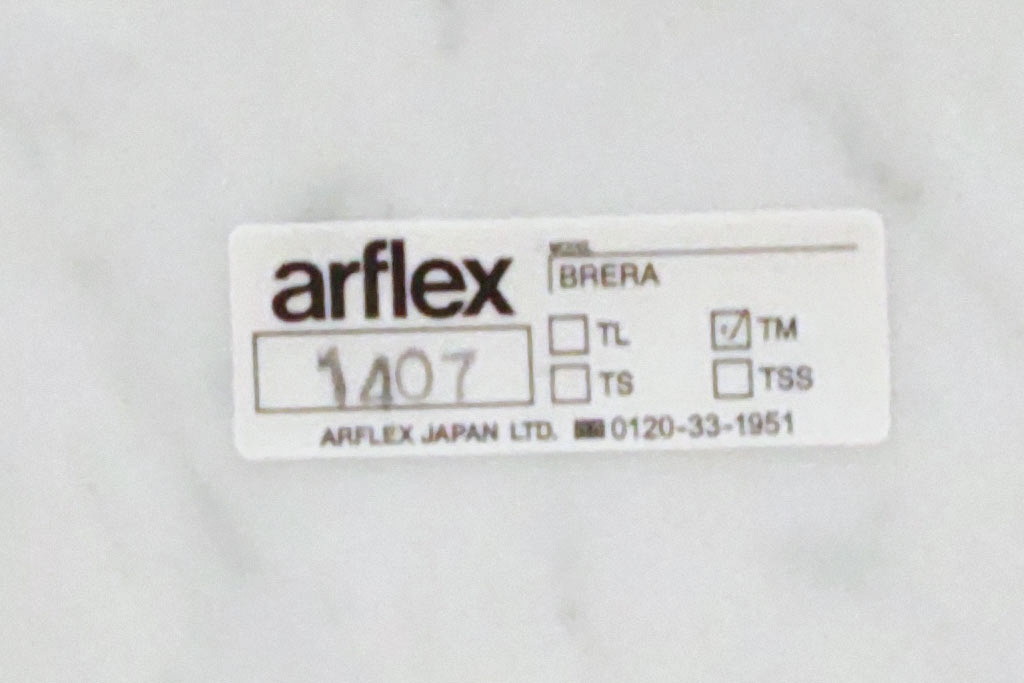 arflex
MODEL
BRERA
TL
TM
1407
TS
TSS
ARFLEX JAPAN LTD. 0120-33-1951